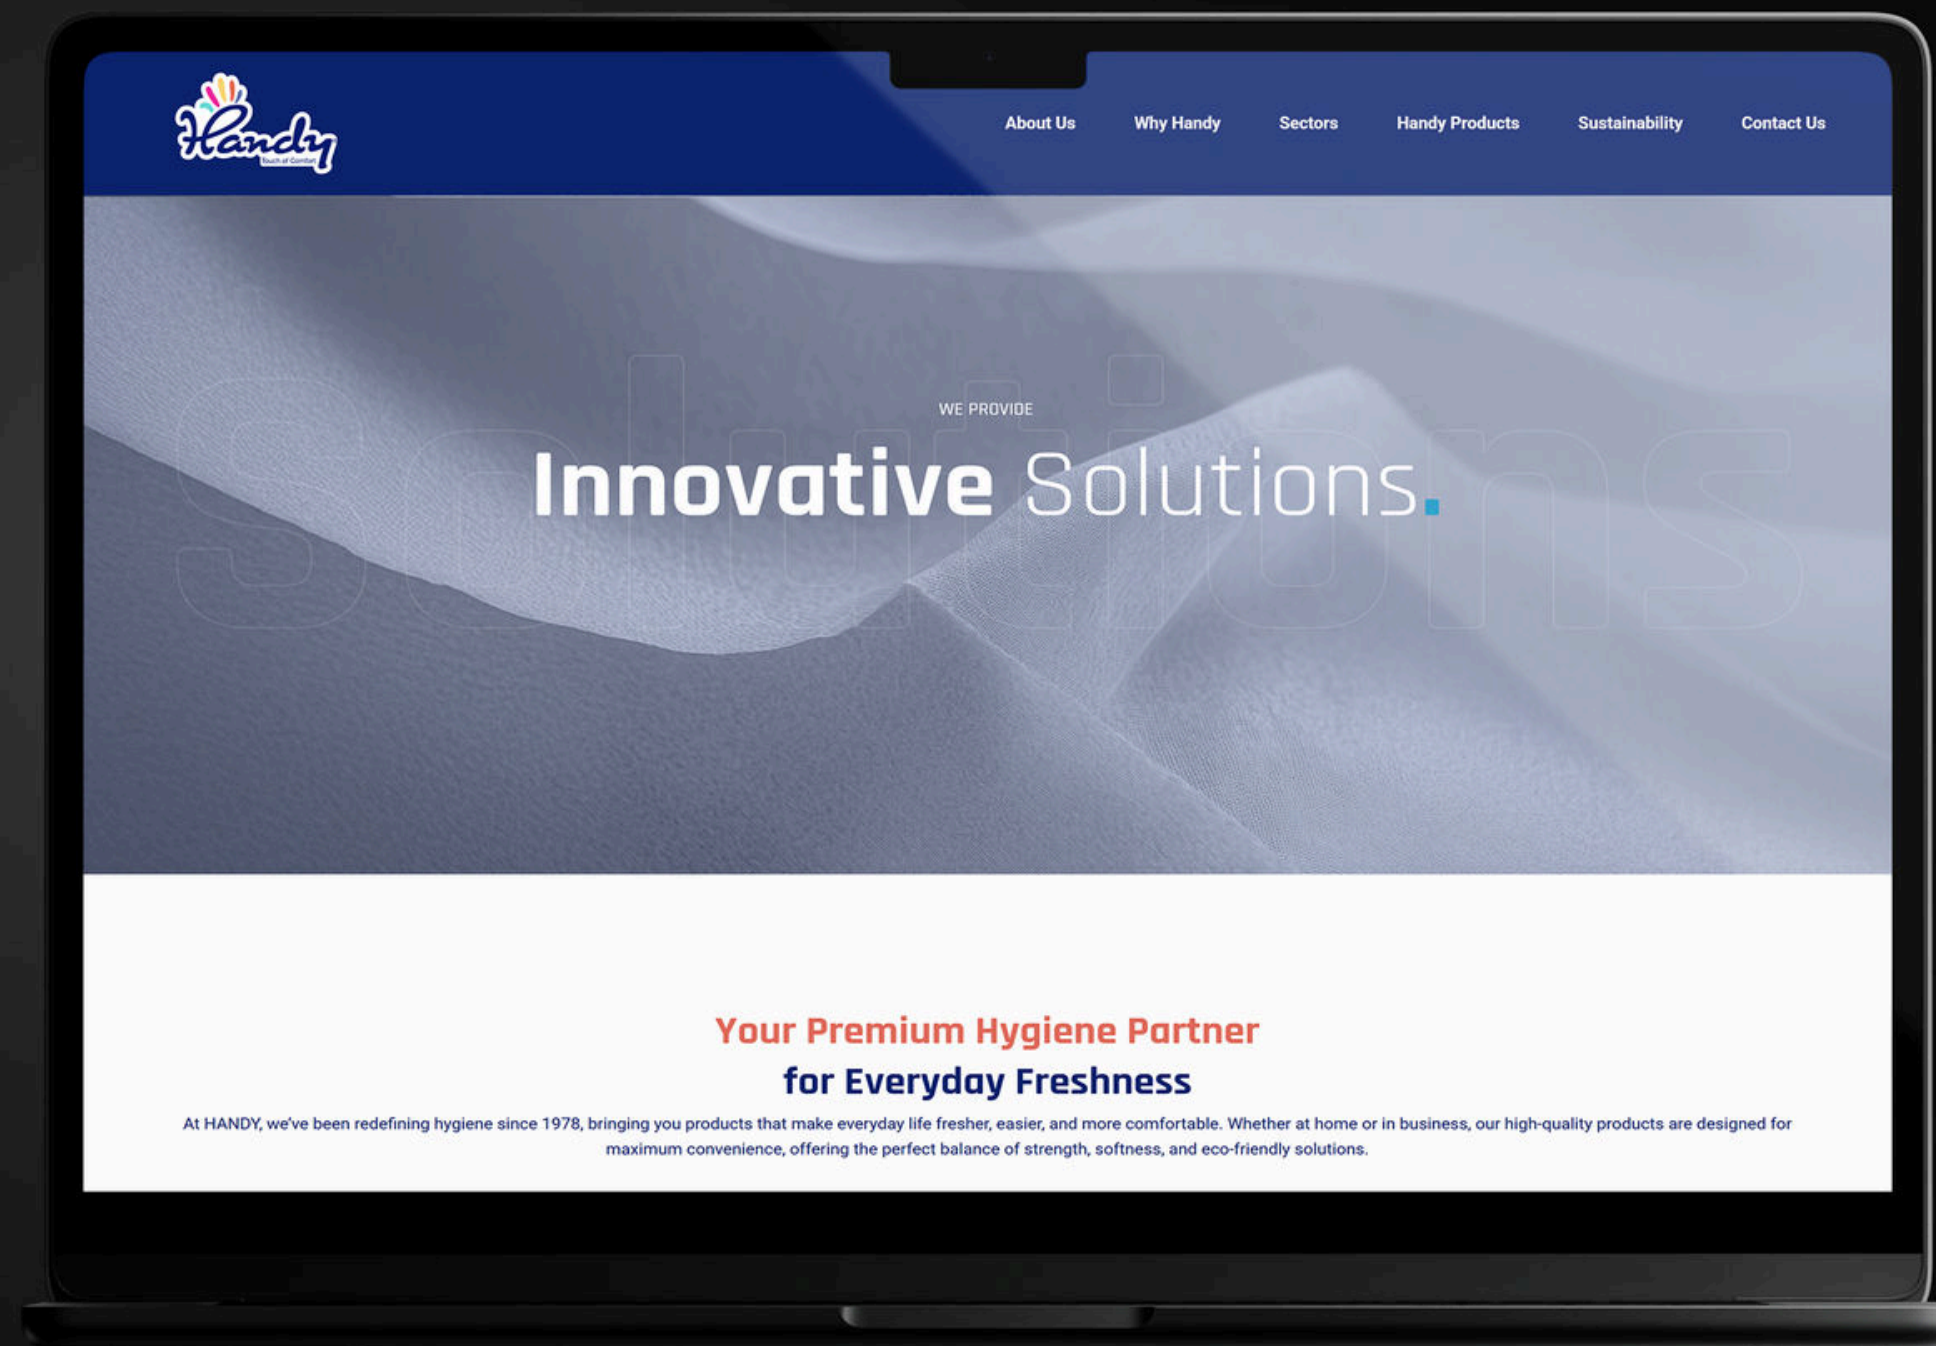 Handy
Touch of Comfort
About Us Why Handy Sectors Handy Products Sustainability Contact Us
Solutions
WE PROVIDE
Innovative Solutions.
Your Premium Hygiene Partner
for Everyday Freshness
At HANDY, we've been redefining hygiene since 1978, bringing you products that make everyday life fresher, easier, and more comfortable. Whether at home or in business, our high-quality products are designed for
maximum convenience, offering the perfect balance of strength, softness, and eco-friendly solutions.